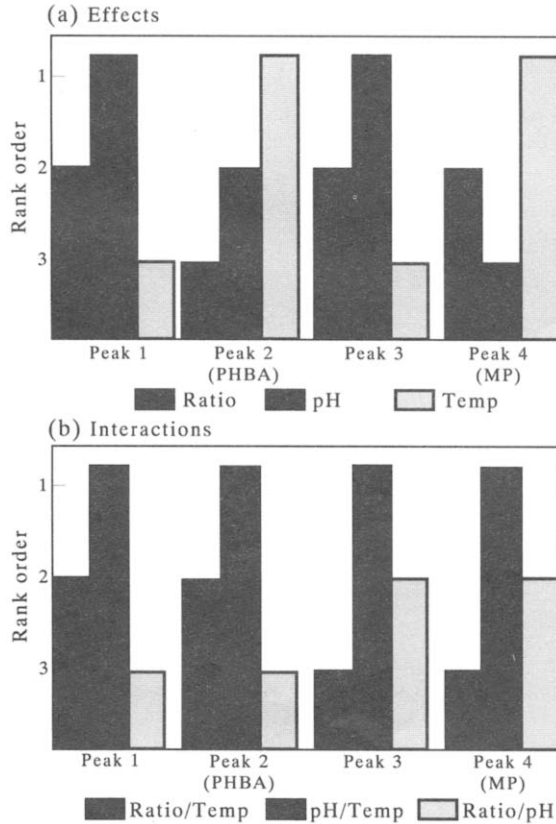 (a) Effects
1
2
3
Rank order
Peak 1 Peak 2 Peak 3 Peak 4
(PHBA) (MP)
Ratio pH Temp
(b) Interactions
1
2
3
Rank order
Peak 1 Peak 2 Peak 3 Peak 4
(PHBA) (MP)
Ratio/Temp pH/Temp Ratio/pH